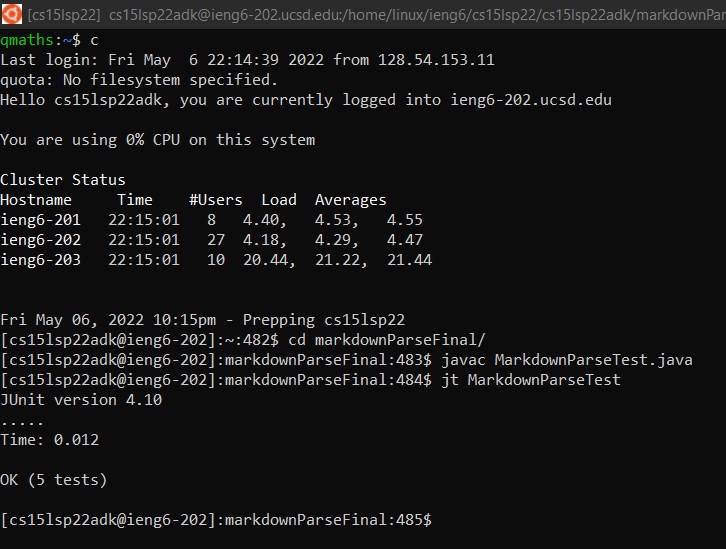 [cs15lsp22] cs15lsp22adk@ieng6-202.ucsd.edu:/home/linux/ieng6/cs15lsp22/cs15lsp22adk/markdownPar
qmaths:~$ c
Last login: Fri May  6 22:14:39 2022 from 128.54.153.11
quota: No filesystem specified.
Hello cs15lsp22adk, you are currently logged into ieng6-202.ucsd.edu

You are using 0% CPU on this system

Cluster Status
Hostname     Time    #Users  Load  Averages
ieng6-201   22:15:01   8   4.40,   4.53,   4.55
ieng6-202   22:15:01   27  4.18,   4.29,   4.47
ieng6-203   22:15:01   10  20.44,  21.22,  21.44

Fri May 06, 2022 10:15pm - Prepping cs15lsp22
[cs15lsp22adk@ieng6-202]:~:482$ cd markdownParseFinal/
[cs15lsp22adk@ieng6-202]:markdownParseFinal:483$ javac MarkdownParseTest.java
[cs15lsp22adk@ieng6-202]:markdownParseFinal:484$ jt MarkdownParseTest
JUnit version 4.10
.....
Time: 0.012

OK (5 tests)

[cs15lsp22adk@ieng6-202]:markdownParseFinal:485$